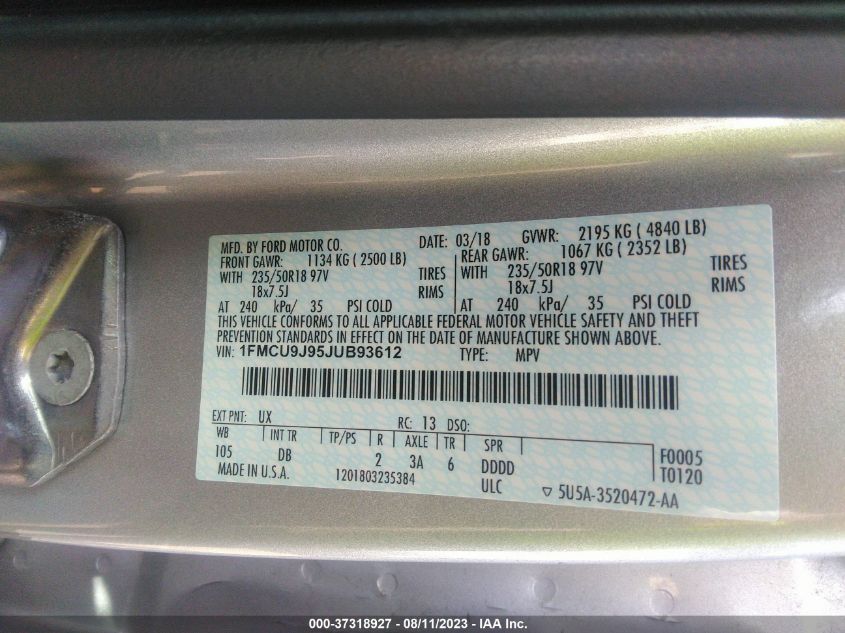 MFD. BY FORD MOTOR CO.
DATE: 03/18 GVWR: 2195 KG ( 4840 LB)
FRONT GAWR: 1134 KG ( 2500 LB)
WITH 235/50R18 97V TIRES
18x7.5J RIMS
AT 240 kPa/ 35 PSI COLD
REAR GAWR: 1067 KG ( 2352 LB)
WITH 235/50R18 97V TIRES
18x7.5J RIMS
AT 240 kPa/ 35 PSI COLD
THIS VEHICLE CONFORMS TO ALL APPLICABLE FEDERAL MOTOR VEHICLE SAFETY AND THEFT
PREVENTION STANDARDS IN EFFECT ON THE DATE OF MANUFACTURE SHOWN ABOVE.
VIN: 1FMCU9J95JUB93612 TYPE: MPV
EXT PNT: UX RC: 13 DSO:
WB INT TR TP/PS R AXLE TR SPR
105 DB 2 3A 6 DDDD F0005
MADE IN U.S.A. 1201803235384 ULC T0120
5U5A-3520472-AA
000-37318927 - 08/11/2023 - IAA Inc.